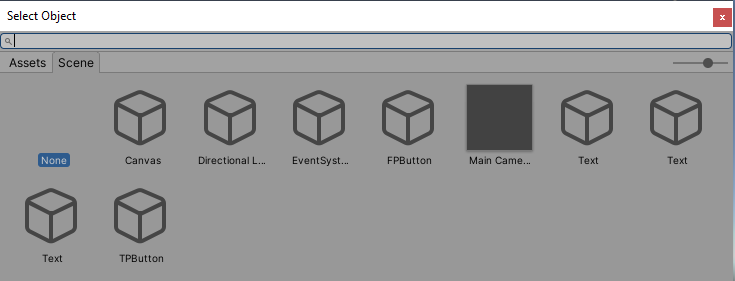 Select Object
x
Assets Scene
None Canvas Directional L... EventSyst... FPButton Main Came... Text Text
Text TPButton